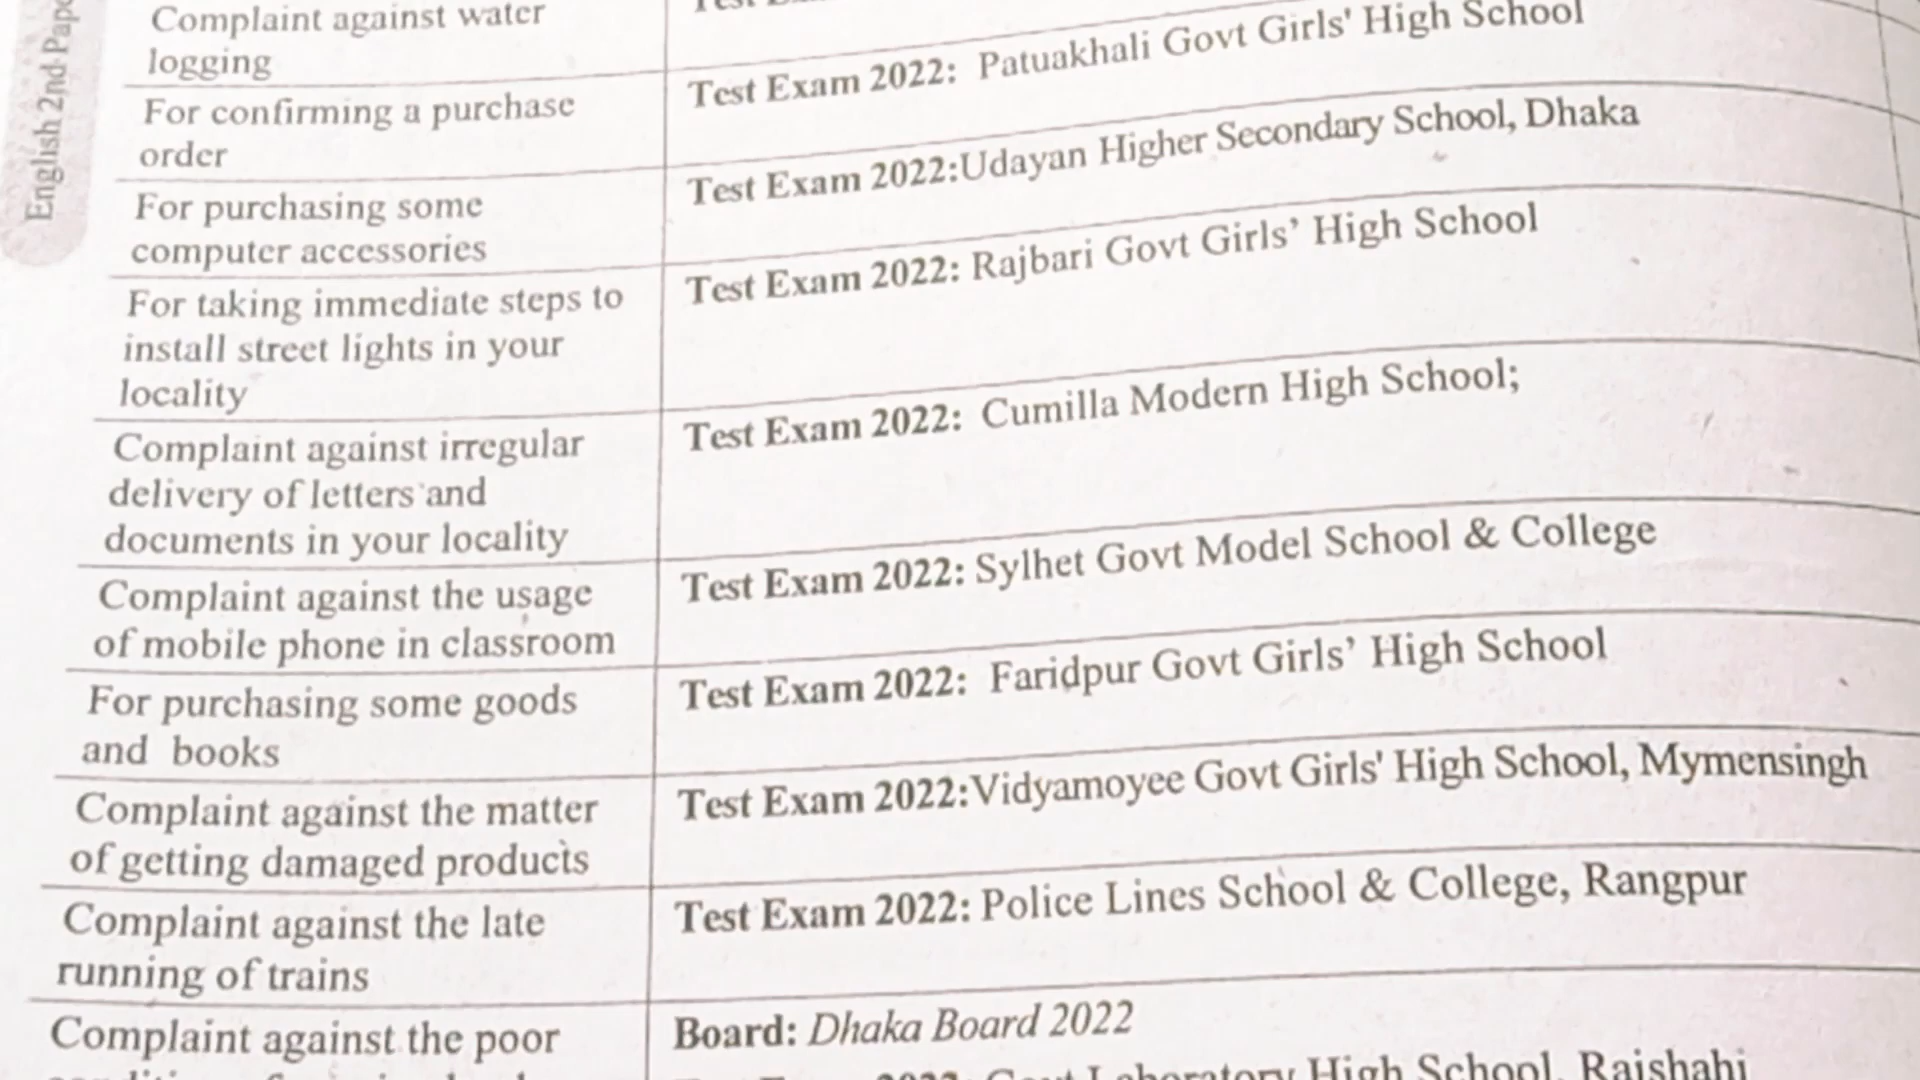 English 2nd Pape
Complaint against water
logging
For confirming a purchase
order
Test Exam 2022: Patuakhali Govt Girls' High School
For purchasing some
computer accessories
Test Exam 2022:Udayan Higher Secondary School, Dhaka
For taking immediate steps to
install street lights in your
locality
Test Exam 2022: Rajbari Govt Girls’ High School
Complaint against irregular
delivery of letters and
documents in your locality
Test Exam 2022: Cumilla Modern High School;
Complaint against the usage
of mobile phone in classroom
Test Exam 2022: Sylhet Govt Model School & College
For purchasing some goods
and books
Test Exam 2022: Faridpur Govt Girls’ High School
Complaint against the matter
of getting damaged products
Test Exam 2022:Vidyamoyee Govt Girls' High School, Mymensingh
Complaint against the late
running of trains
Test Exam 2022: Police Lines School & College, Rangpur
Complaint against the poor
Board: Dhaka Board 2022
Laboratory High School, Rajshahi